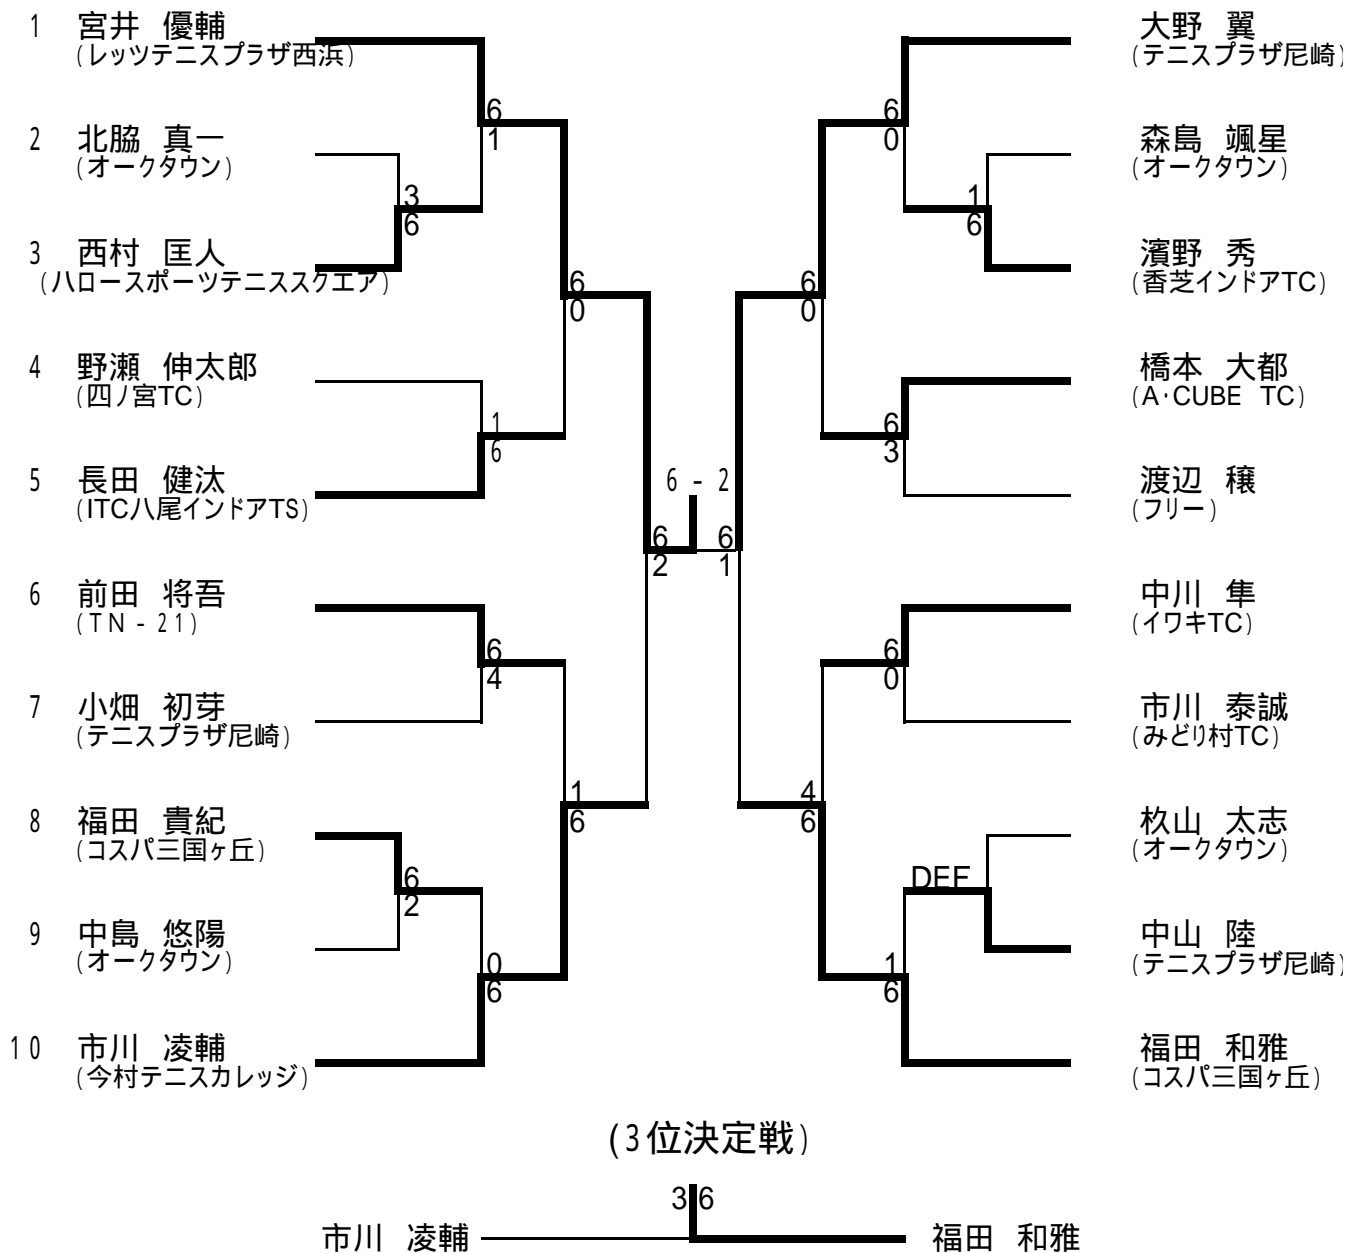 1 宮井 優輔
(レッツテニスプラザ西浜)
2 北脇 真一
(オークタウン)
3 西村 匡人
(ハロースポーツテニススクエア)
4 野瀬 伸太郎
(四ノ宮TC)
5 長田 健汰
(ITC八尾インドアTS)
6 前田 将吾
(TN-21)
7 小畑 初芽
(テニスプラザ尼崎)
8 福田 貴紀
(コスパ三国ヶ丘)
9 中島 悠陽
(オークタウン)
10 市川 凌輔
(今村テニスカレッジ)
6
1
3
6
6
0
1
6
6
4
1
6
6
2
0
6
6
2
6-2
6
1
6
0
1
6
6
0
6
3
6
0
4
6
DEF
1
6
大野 翼
(テニスプラザ尼崎)
森島 颯星
(オークタウン)
濱野 秀
(香芝インドアTC)
橋本 大都
(A・CUBE TC)
渡辺 穣
(フリー)
中川 隼
(イワキTC)
市川 泰誠
(みどり村TC)
杦山 太志
(オークタウン)
中山 陸
(テニスプラザ尼崎)
福田 和雅
(コスパ三国ヶ丘)
(3位決定戦)
3 6
市川 凌輔 福田 和雅